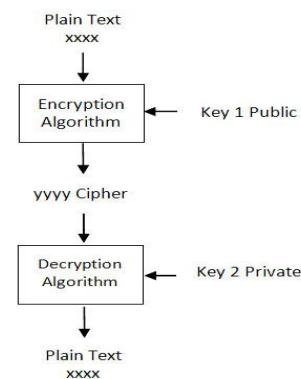 Plain Text
xxxx
Encryption
Algorithm
Key 1 Public
yyyy Cipher
Decryption
Algorithm
Key 2 Private
Plain Text
xxxx